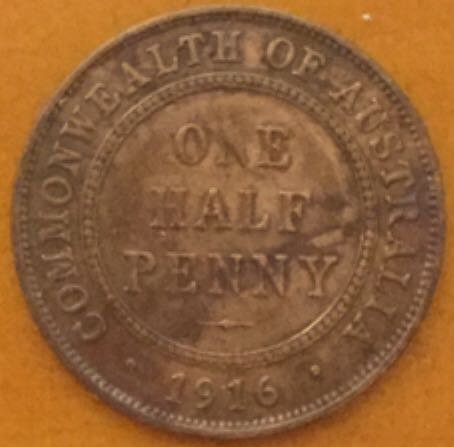 COMMONWEALTH OF AUSTRALIA
ONE
HALF
PENNY
1916